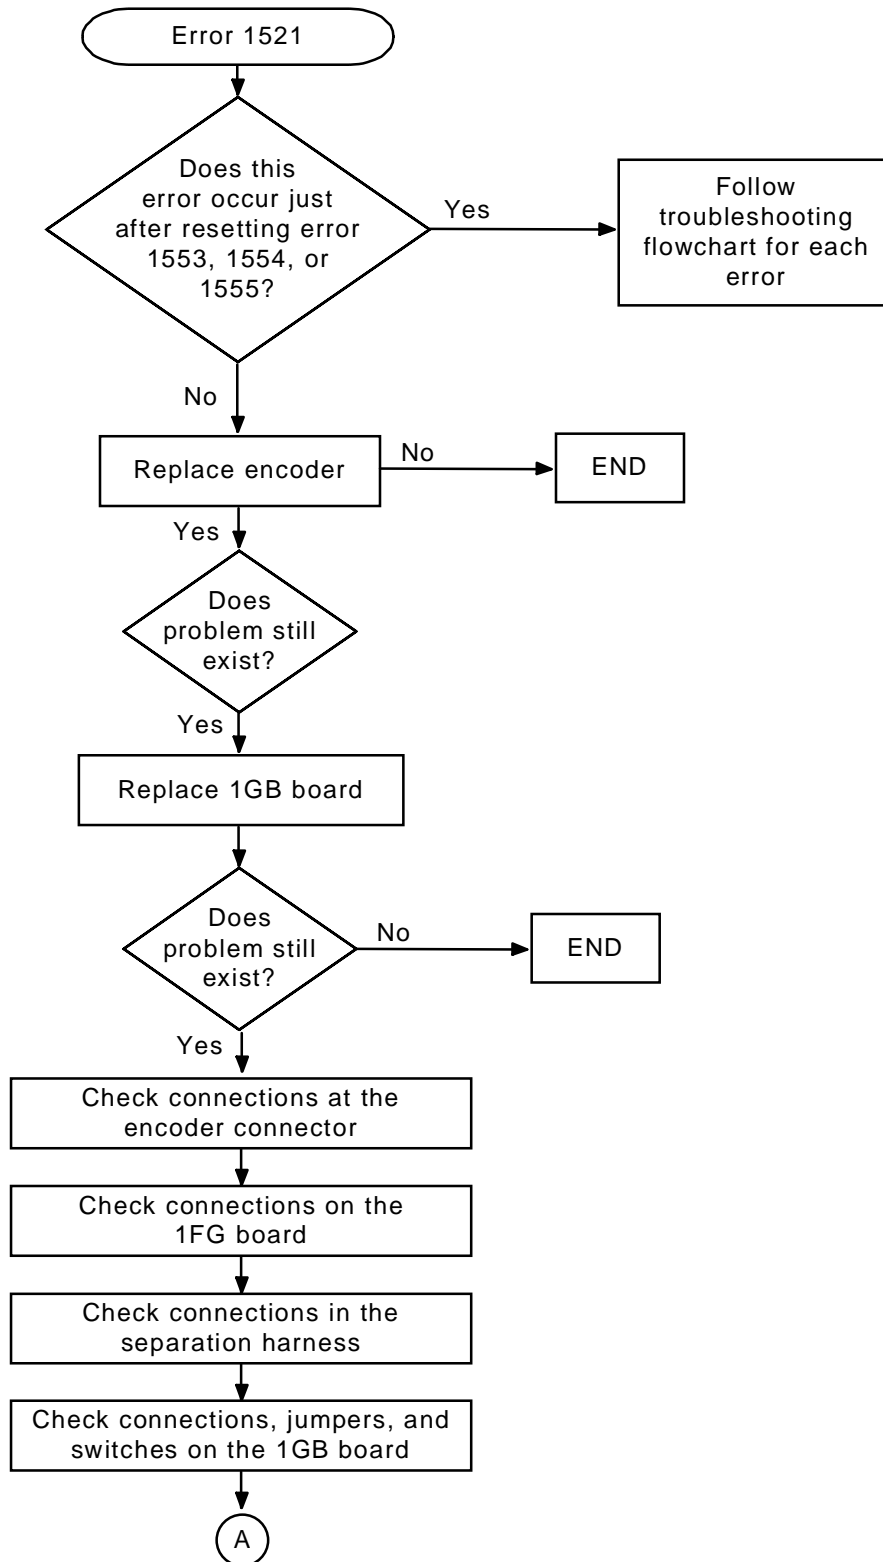 Error 1521
Does this
error occur just
after resetting error
1553, 1554, or
1555?
Yes
Follow
troubleshooting
flowchart for each
error
No
Replace encoder
No
END
Yes
Does
problem still
exist?
Yes
Replace 1GB board
Does
problem still
exist?
No
END
Yes
Check connections at the
encoder connector
Check connections on the
1FG board
Check connections in the
separation harness
Check connections, jumpers, and
switches on the 1GB board
A